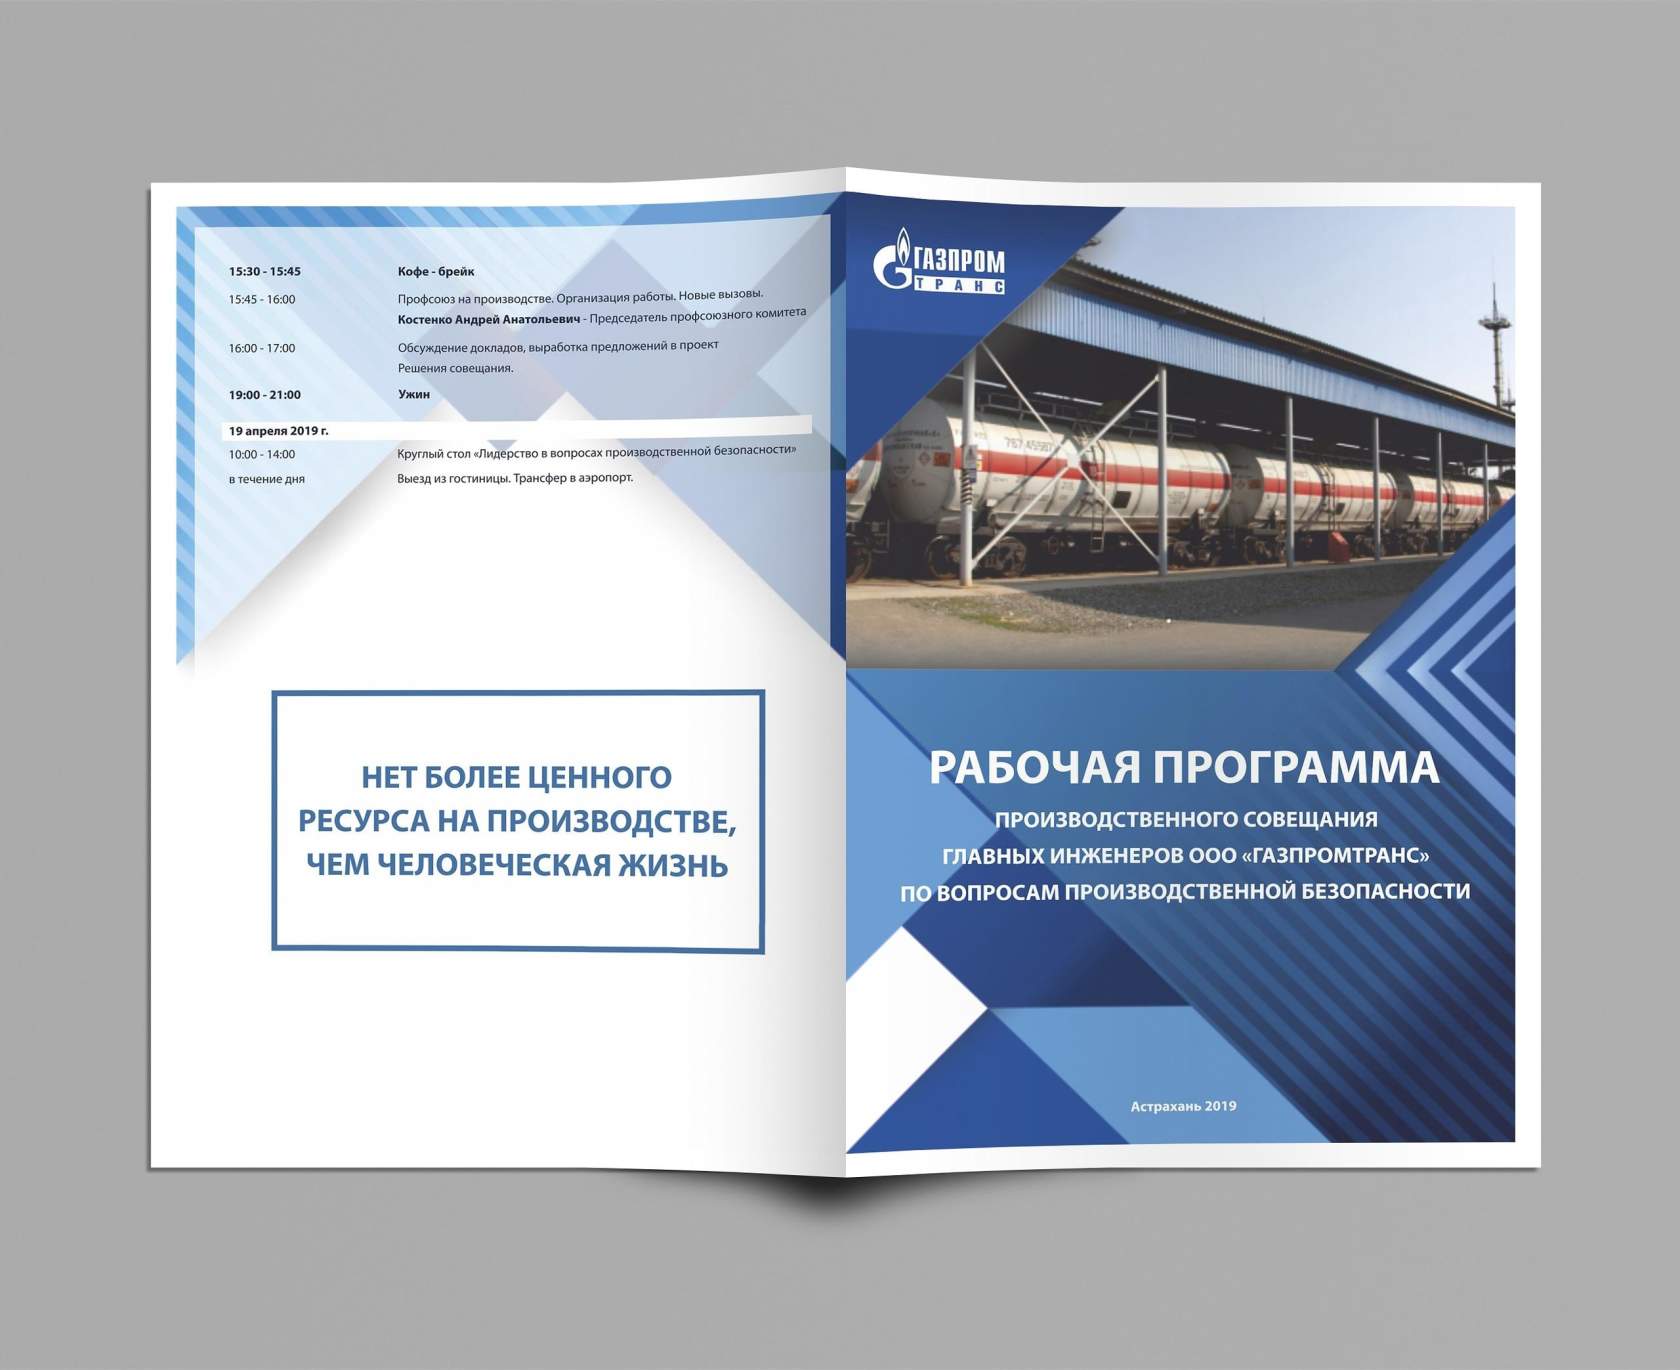 15:30 - 15:45 Кофе - брейк
15:45 - 16:00 Профсоюз на производстве. Организация работы. Новые вызовы.
Костенко Андрей Анатольевич - Председатель профсоюзного комитета
16:00 - 17:00 Обсуждение докладов, выработка предложений в проект
Решения совещания.
19:00 - 21:00 Ужин
19 апреля 2019 г.
10:00 - 14:00 Круглый стол «Лидерство в вопросах производственной безопасности»
в течение дня Выезд из гостиницы. Трансфер в аэропорт.
НЕТ БОЛЕЕ ЦЕННОГО
РЕСУРСА НА ПРОИЗВОДСТВЕ,
ЧЕМ ЧЕЛОВЕЧЕСКАЯ ЖИЗНЬ
ГАЗПРОМ
ТРАНС
РАБОЧАЯ ПРОГРАММА
ПРОИЗВОДСТВЕННОГО СОВЕЩАНИЯ
ГЛАВНЫХ ИНЖЕНЕРОВ ООО «ГАЗПРОМТРАНС»
ПО ВОПРОСАМ ПРОИЗВОДСТВЕННОЙ БЕЗОПАСНОСТИ
Астрахань 2019